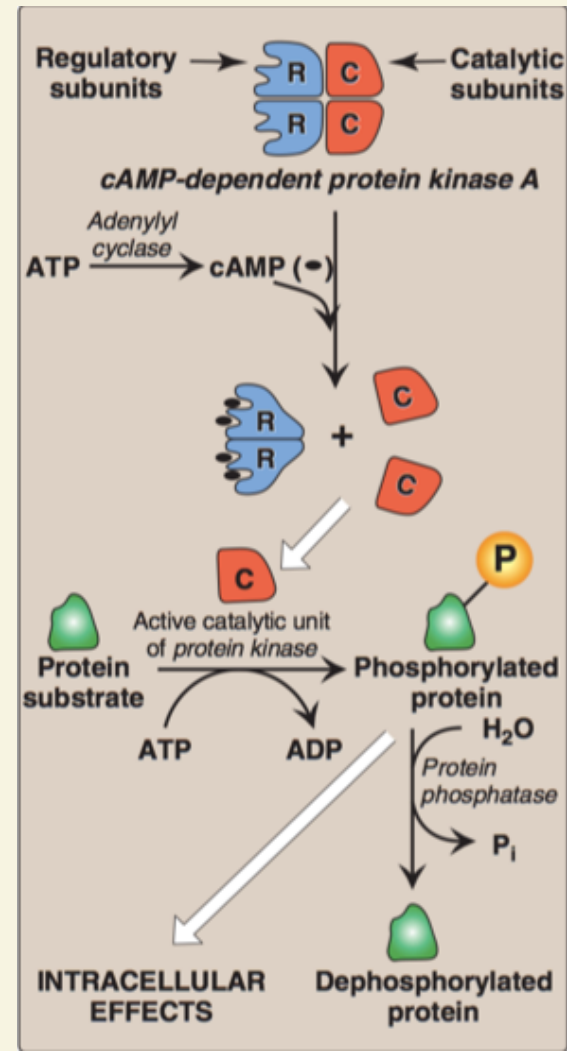 Regulatory
subunits
R
C
Catalytic
subunits
R
C
cAMP-dependent protein kinase A
Adenylyl
cyclase
ATP
cAMP (
)
R
R
+
C
C
C
P
Active catalytic unit
of protein kinase
Protein
substrate
Phosphorylated
protein
ATP
ADP
H₂O
Protein
phosphatase
Pᵢ
INTRACELLULAR
EFFECTS
Dephosphorylated
protein